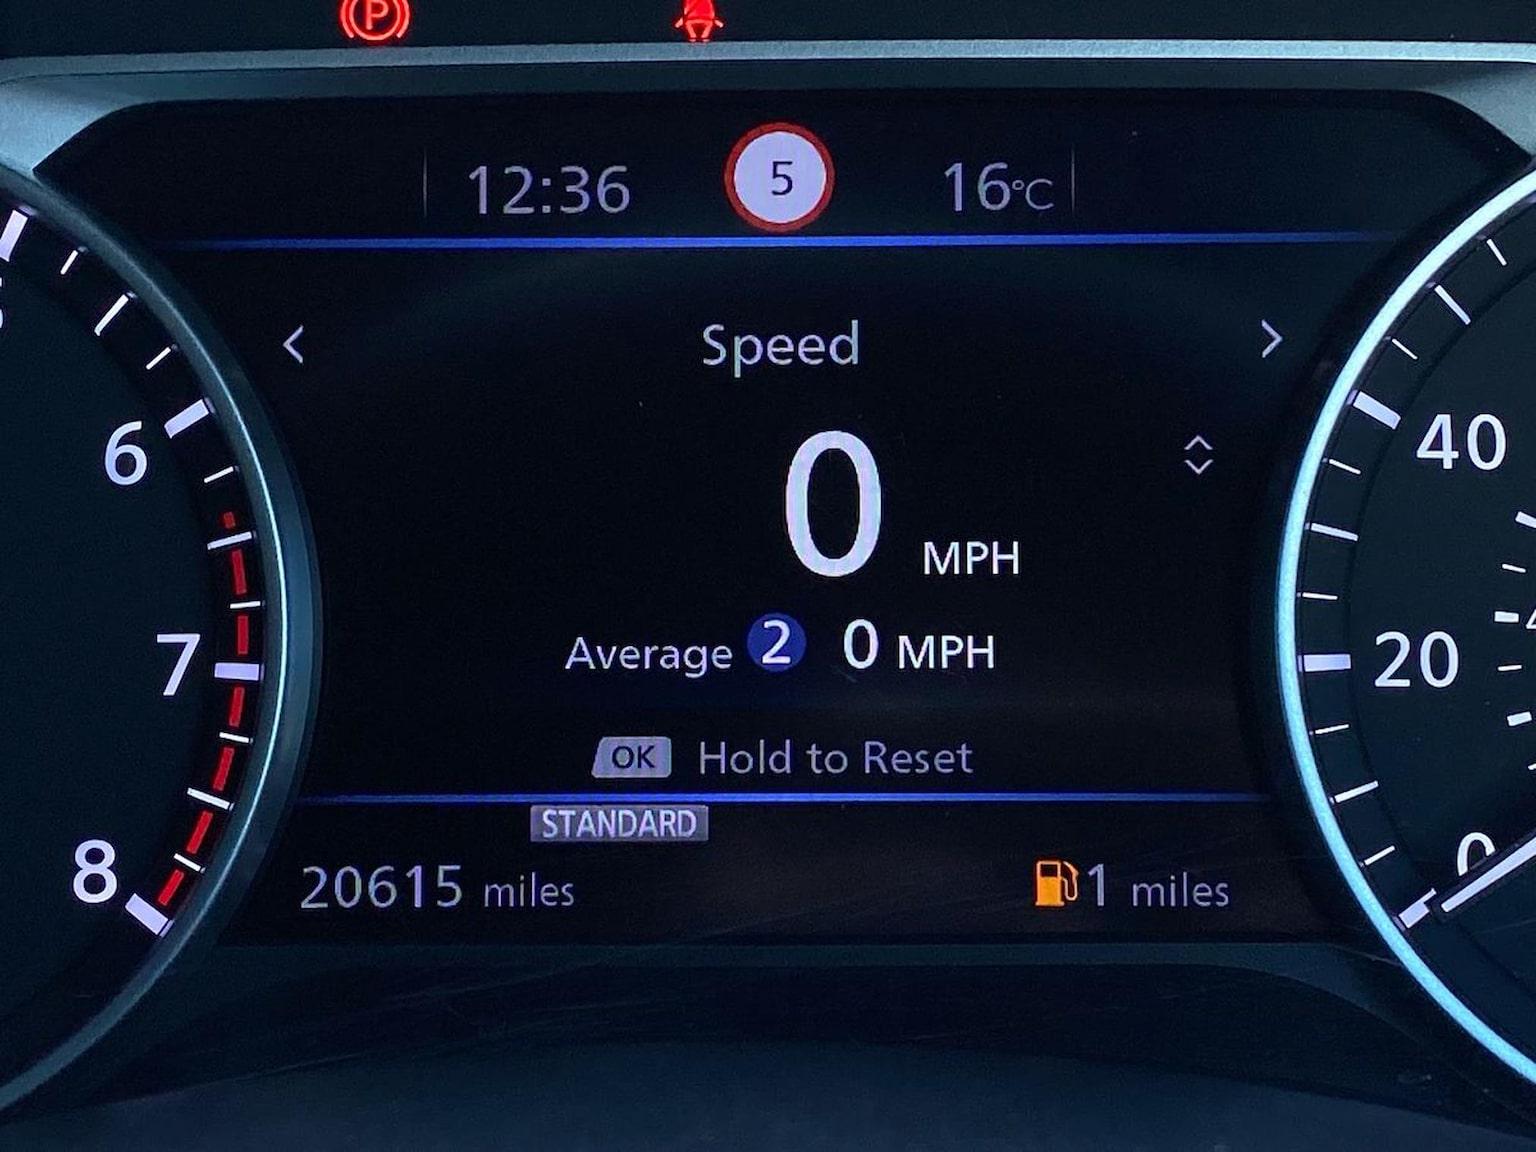 P
12:36 5 16°C
Speed
0 MPH
Average 2 0 MPH
OK Hold to Reset
STANDARD
20615 miles 1 miles
6
7
8
40
20
0